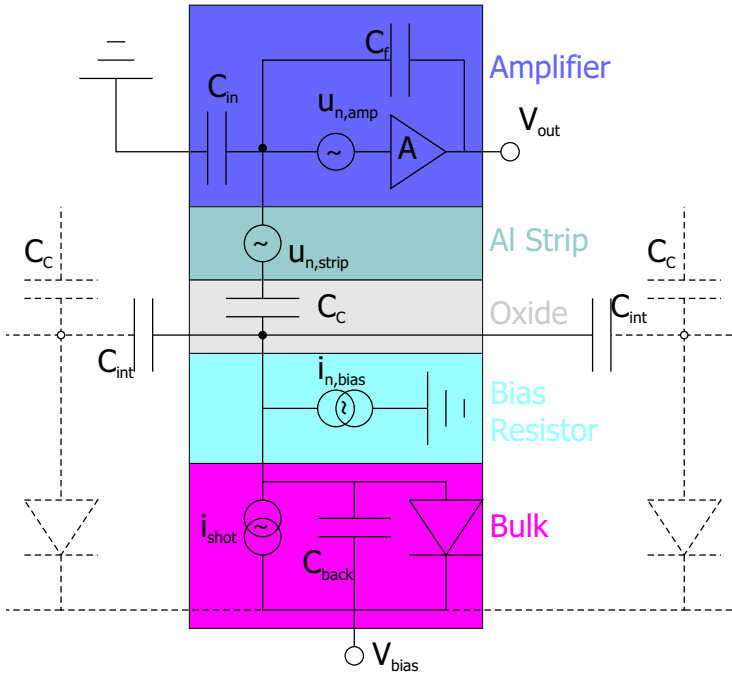 C_f
Amplifier
C_in
u_n,amp
V_out
A
~
Al Strip
~
C_C
u_n,strip
C_C
C_C
Oxide
C_int
C_int
i_n,bias
~
Bias
Resistor
i_shot
~
Bulk
C_back
V_bias